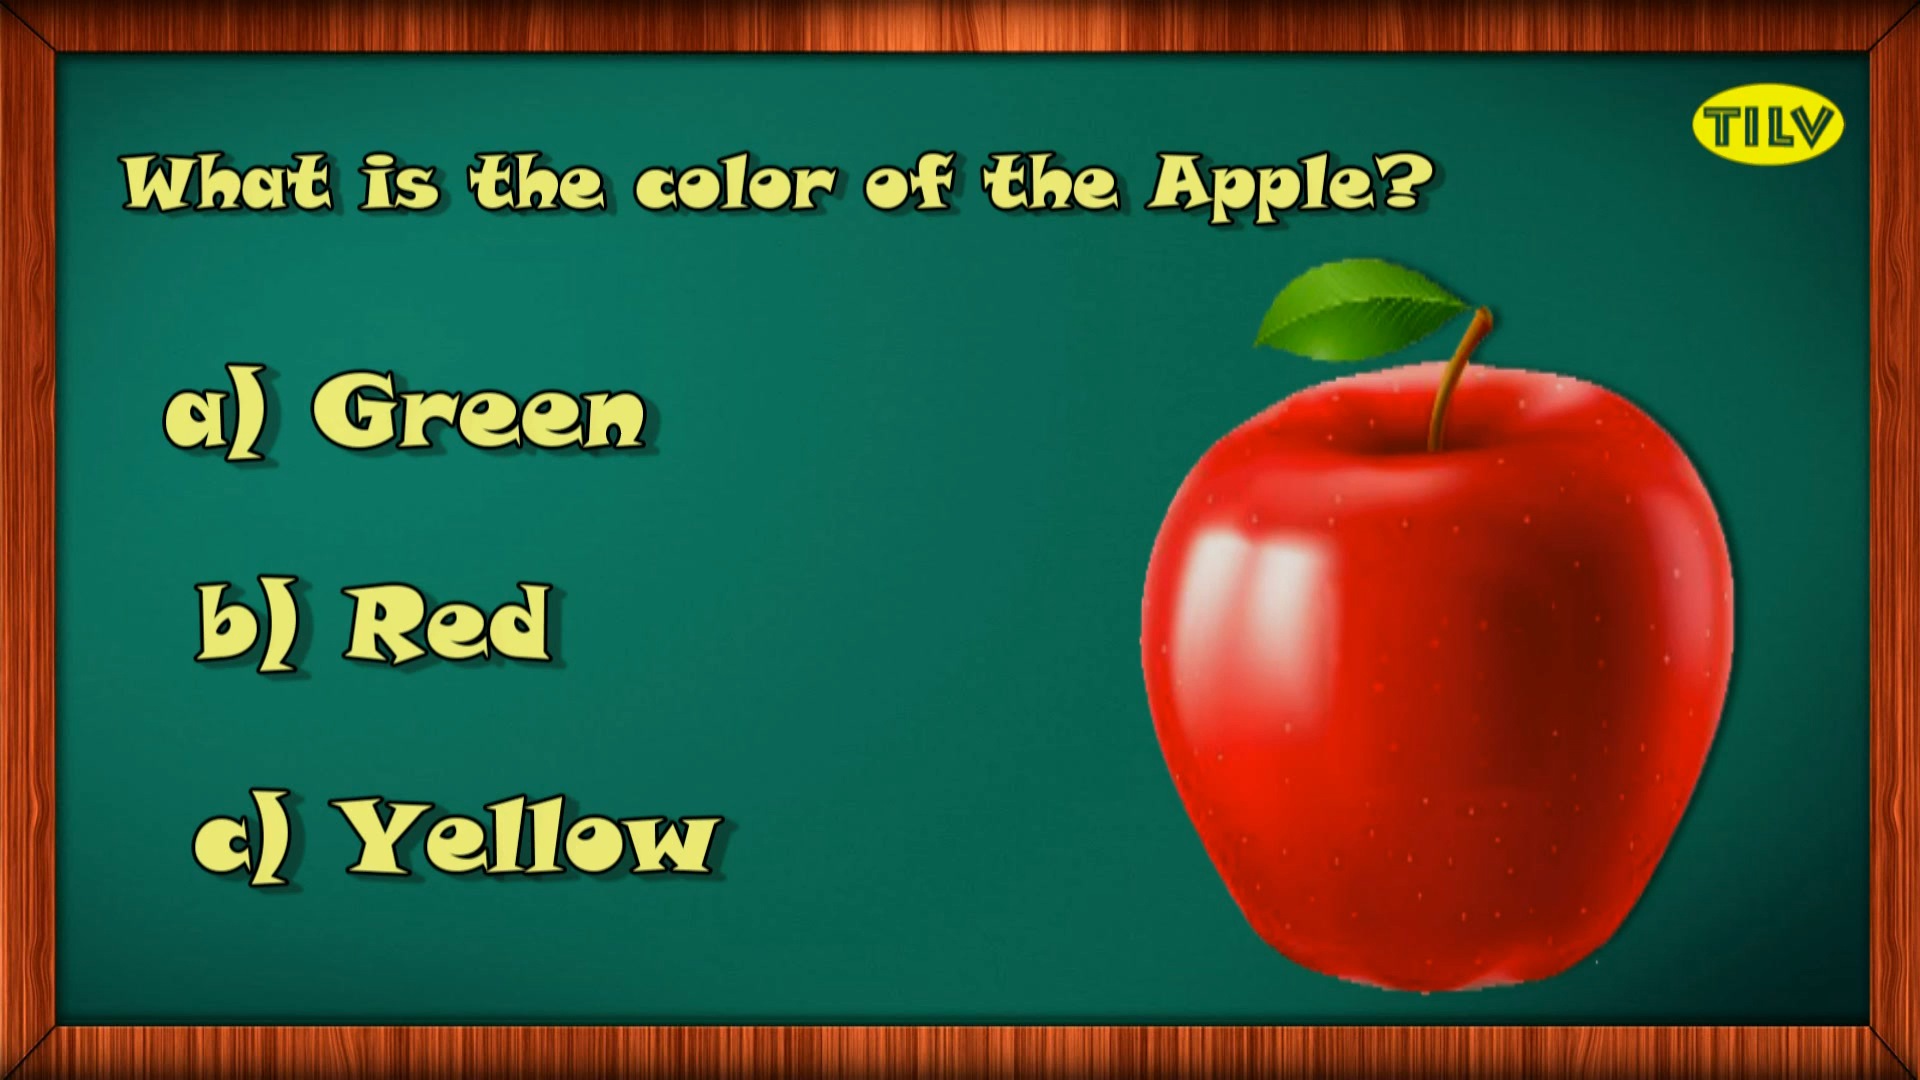 TILV
What is the color of the Apple?
a) Green
b) Red
c) Yellow